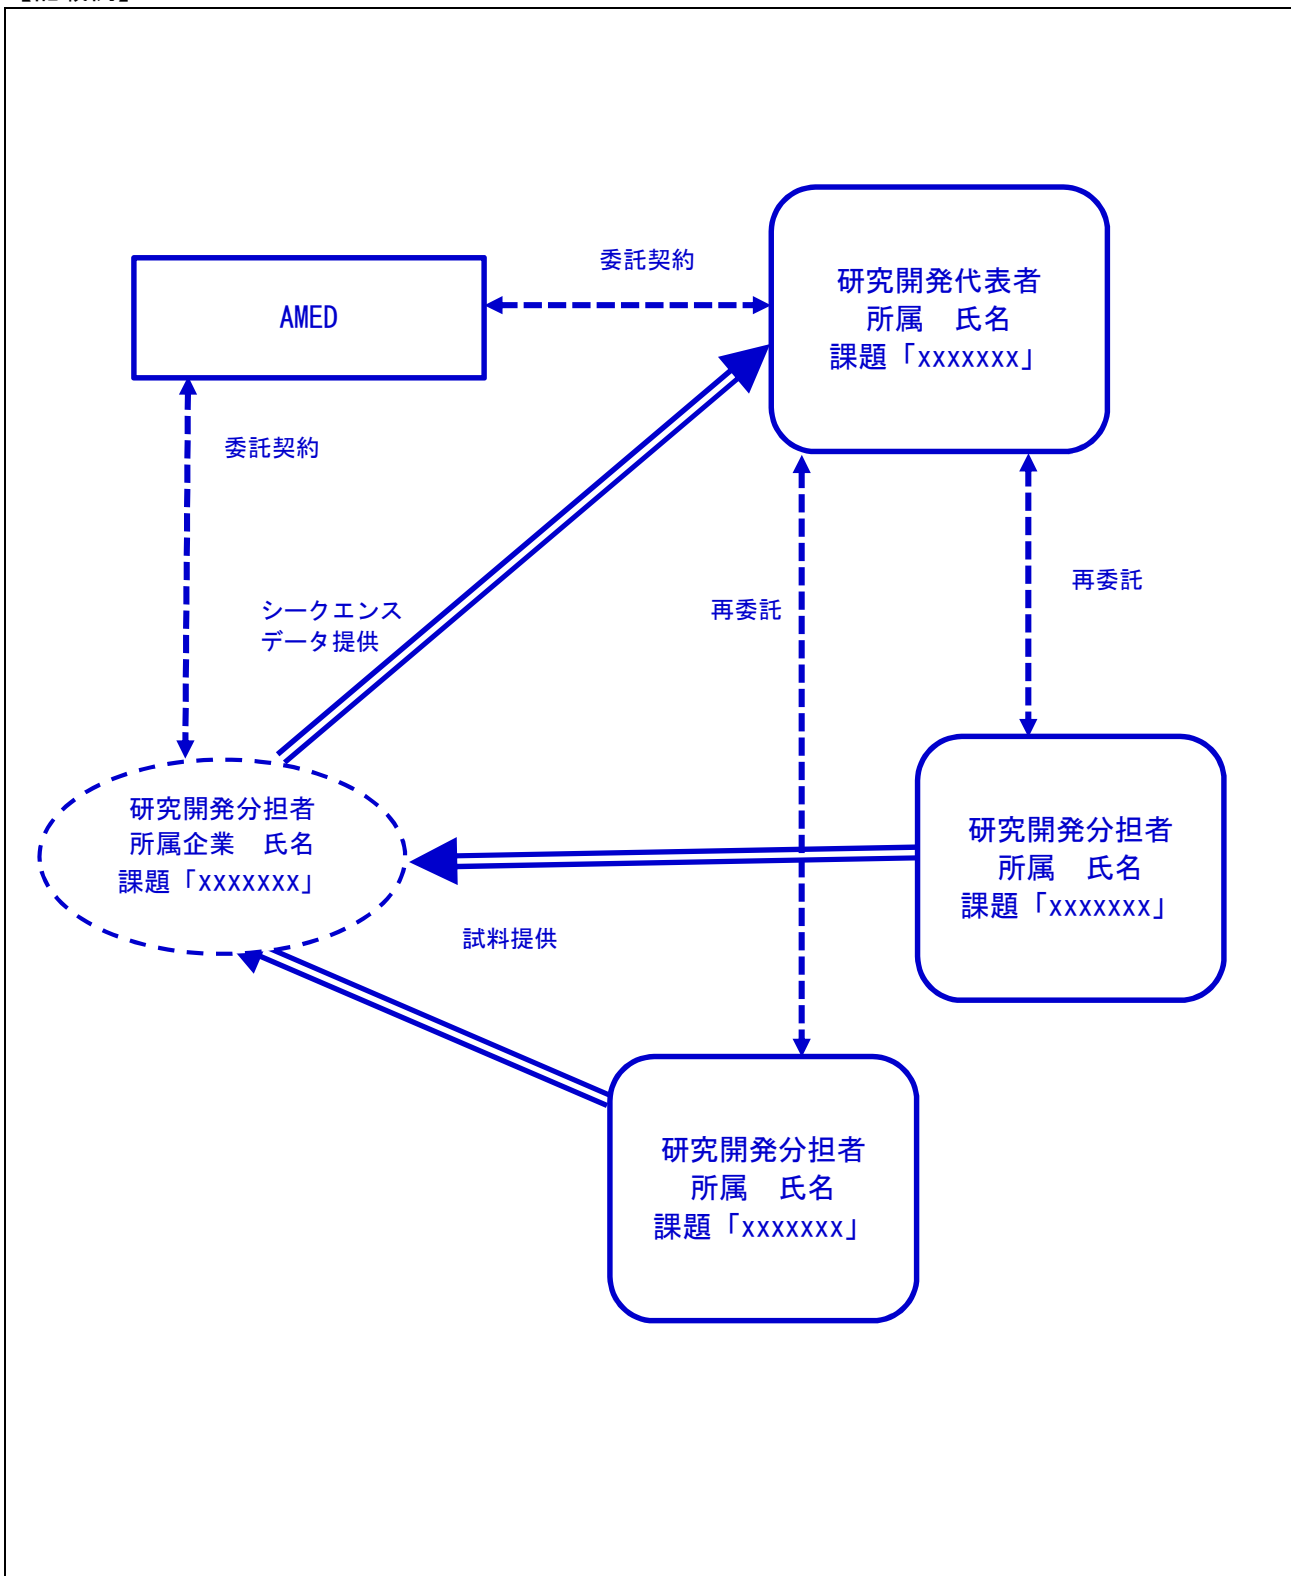 委託契約
研究開発代表者
所属　氏名
課題「xxxxxxx」
AMED
委託契約
シークエンス
データ提供
再委託
再委託
研究開発分担者
所属企業　氏名
課題「xxxxxxx」
研究開発分担者
所属　氏名
課題「xxxxxxx」
試料提供
研究開発分担者
所属　氏名
課題「xxxxxxx」